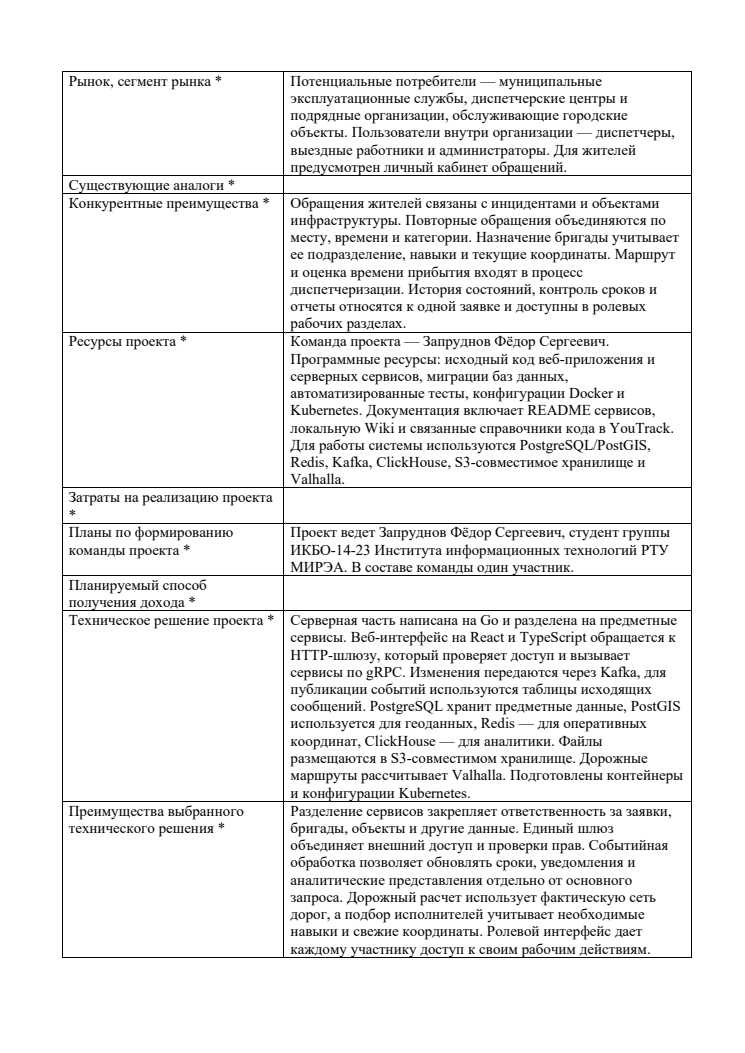 Рынок, сегмент рынка *
Потенциальные потребители — муниципальные
эксплуатационные службы, диспетчерские центры и
подрядные организации, обслуживающие городские
объекты. Пользователи внутри организации — диспетчеры,
выездные работники и администраторы. Для жителей
предусмотрен личный кабинет обращений.
Существующие аналоги *
Конкурентные преимущества *
Обращения жителей связаны с инцидентами и объектами
инфраструктуры. Повторные обращения объединяются по
месту, времени и категории. Назначение бригады учитывает
ее подразделение, навыки и текущие координаты. Маршрут
и оценка времени прибытия входят в процесс
диспетчеризации. История состояний, контроль сроков и
отчеты относятся к одной заявке и доступны в ролевых
рабочих разделах.
Ресурсы проекта *
Команда проекта — Запруднов Фёдор Сергеевич.
Программные ресурсы: исходный код веб-приложения и
серверных сервисов, миграции баз данных,
автоматизированные тесты, конфигурации Docker и
Kubernetes. Документация включает README сервисов,
локальную Wiki и связанные справочники кода в YouTrack.
Для работы системы используются PostgreSQL/PostGIS,
Redis, Kafka, ClickHouse, S3-совместимое хранилище и
Valhalla.
Затраты на реализацию проекта
*
Планы по формированию
команды проекта *
Проект ведет Запруднов Фёдор Сергеевич, студент группы
ИКБО-14-23 Института информационных технологий РТУ
МИРЭА. В составе команды один участник.
Планируемый способ
получения дохода *
Техническое решение проекта *
Серверная часть написана на Go и разделена на предметные
сервисы. Веб-интерфейс на React и TypeScript обращается к
HTTP-шлюзу, который проверяет доступ и вызывает
сервисы по gRPC. Изменения передаются через Kafka, для
публикации событий используются таблицы исходящих
сообщений. PostgreSQL хранит предметные данные, PostGIS
используется для геоданных, Redis — для оперативных
координат, ClickHouse — для аналитики. Файлы
размещаются в S3-совместимом хранилище. Дорожные
маршруты рассчитывает Valhalla. Подготовлены контейнеры
и конфигурации Kubernetes.
Преимущества выбранного
технического решения *
Разделение сервисов закрепляет ответственность за заявки,
бригады, объекты и другие данные. Единый шлюз
объединяет внешний доступ и проверки прав. Событийная
обработка позволяет обновлять сроки, уведомления и
аналитические представления отдельно от основного
запроса. Дорожный расчет использует фактическую сеть
дорог, а подбор исполнителей учитывает необходимые
навыки и свежие координаты. Ролевой интерфейс дает
каждому участнику доступ к своим рабочим действиям.